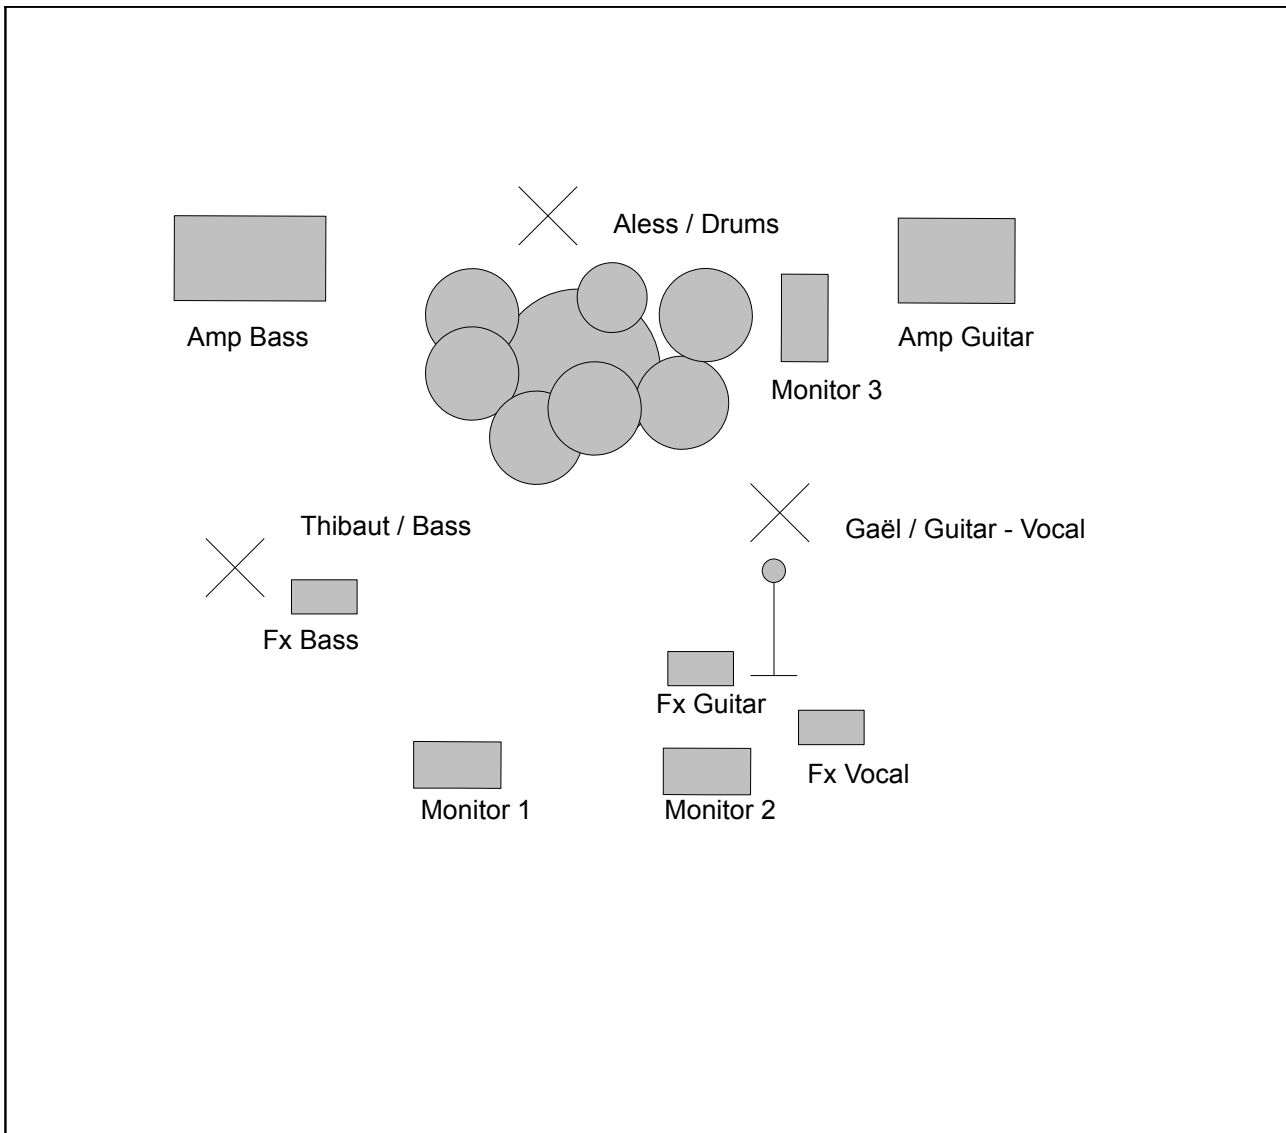 Aless / Drums
Amp Bass
Amp Guitar
Monitor 3
Thibaut / Bass
Gaël / Guitar - Vocal
Fx Bass
Fx Guitar
Fx Vocal
Monitor 1
Monitor 2